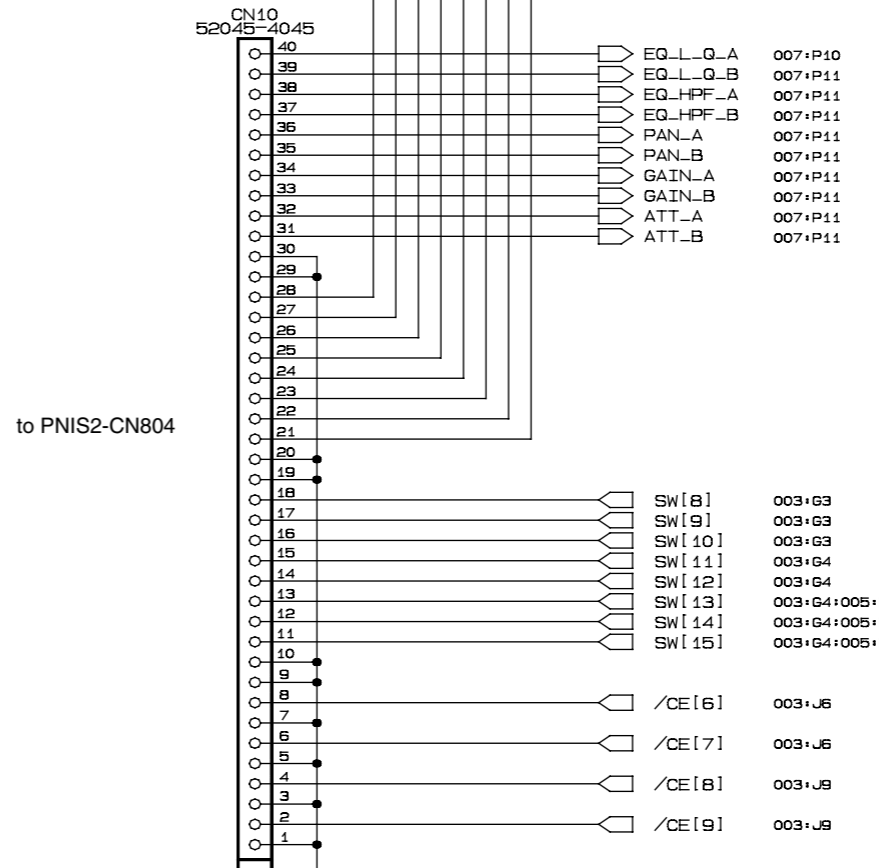 CN10
52045-4045
40 EQ_L_Q_A 007:P10
39 EQ_L_Q_B 007:P11
38 EQ_HPF_A 007:P11
37 EQ_HPF_B 007:P11
36 PAN_A 007:P11
35 PAN_B 007:P11
34 GAIN_A 007:P11
33 GAIN_B 007:P11
32 ATT_A 007:P11
31 ATT_B 007:P11
30
29
28
27
26
25
24
23
22
to PNIS2-CN804
21
20
19
18 SW[8] 003:G3
17 SW[9] 003:G3
16 SW[10] 003:G3
15 SW[11] 003:G4
14 SW[12] 003:G4
13 SW[13] 003:G4:005:
12 SW[14] 003:G4:005:
11 SW[15] 003:G4:005:
10
9
8 /CE[6] 003:J6
7
6 /CE[7] 003:J6
5
4 /CE[8] 003:J9
3
2 /CE[9] 003:J9
1